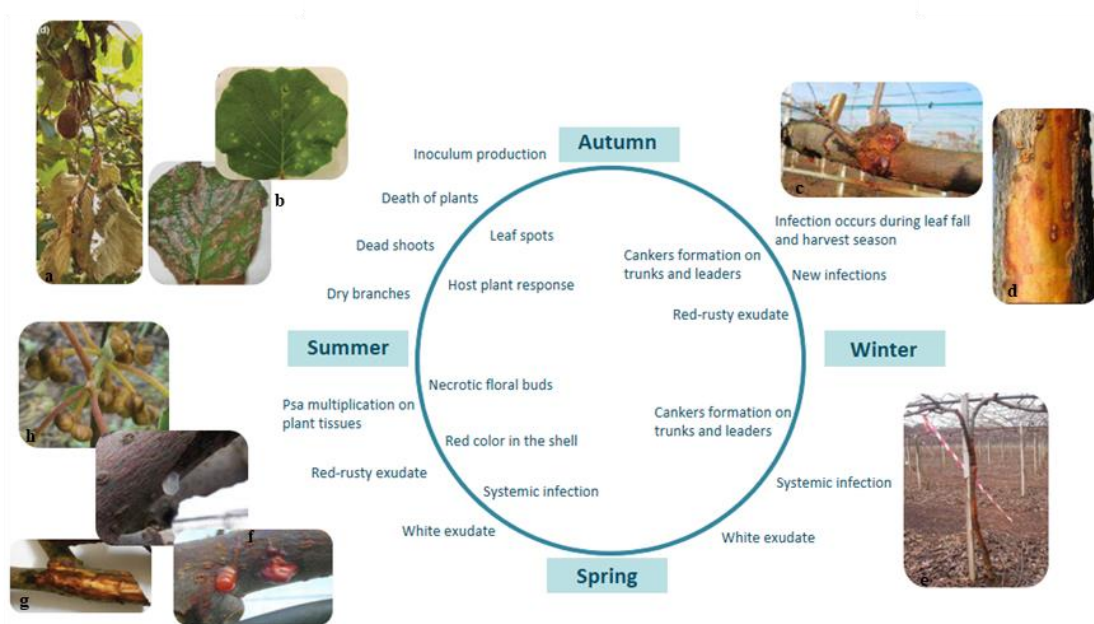 (d)
Autumn
Inoculum production
Death of plants
Leaf spots
Dead shoots
Host plant response
Dry branches
Infection occurs during leaf fall
and harvest season
Cankers formation on
trunks and leaders
New infections
Red-rusty exudate
Summer
Winter
Necrotic floral buds
Psa multiplication on
plant tissues
Red color in the shell
Red-rusty exudate
Systemic infection
White exudate
Cankers formation on
trunks and leaders
Systemic infection
White exudate
Spring
a
b
c
d
e
f
g
h